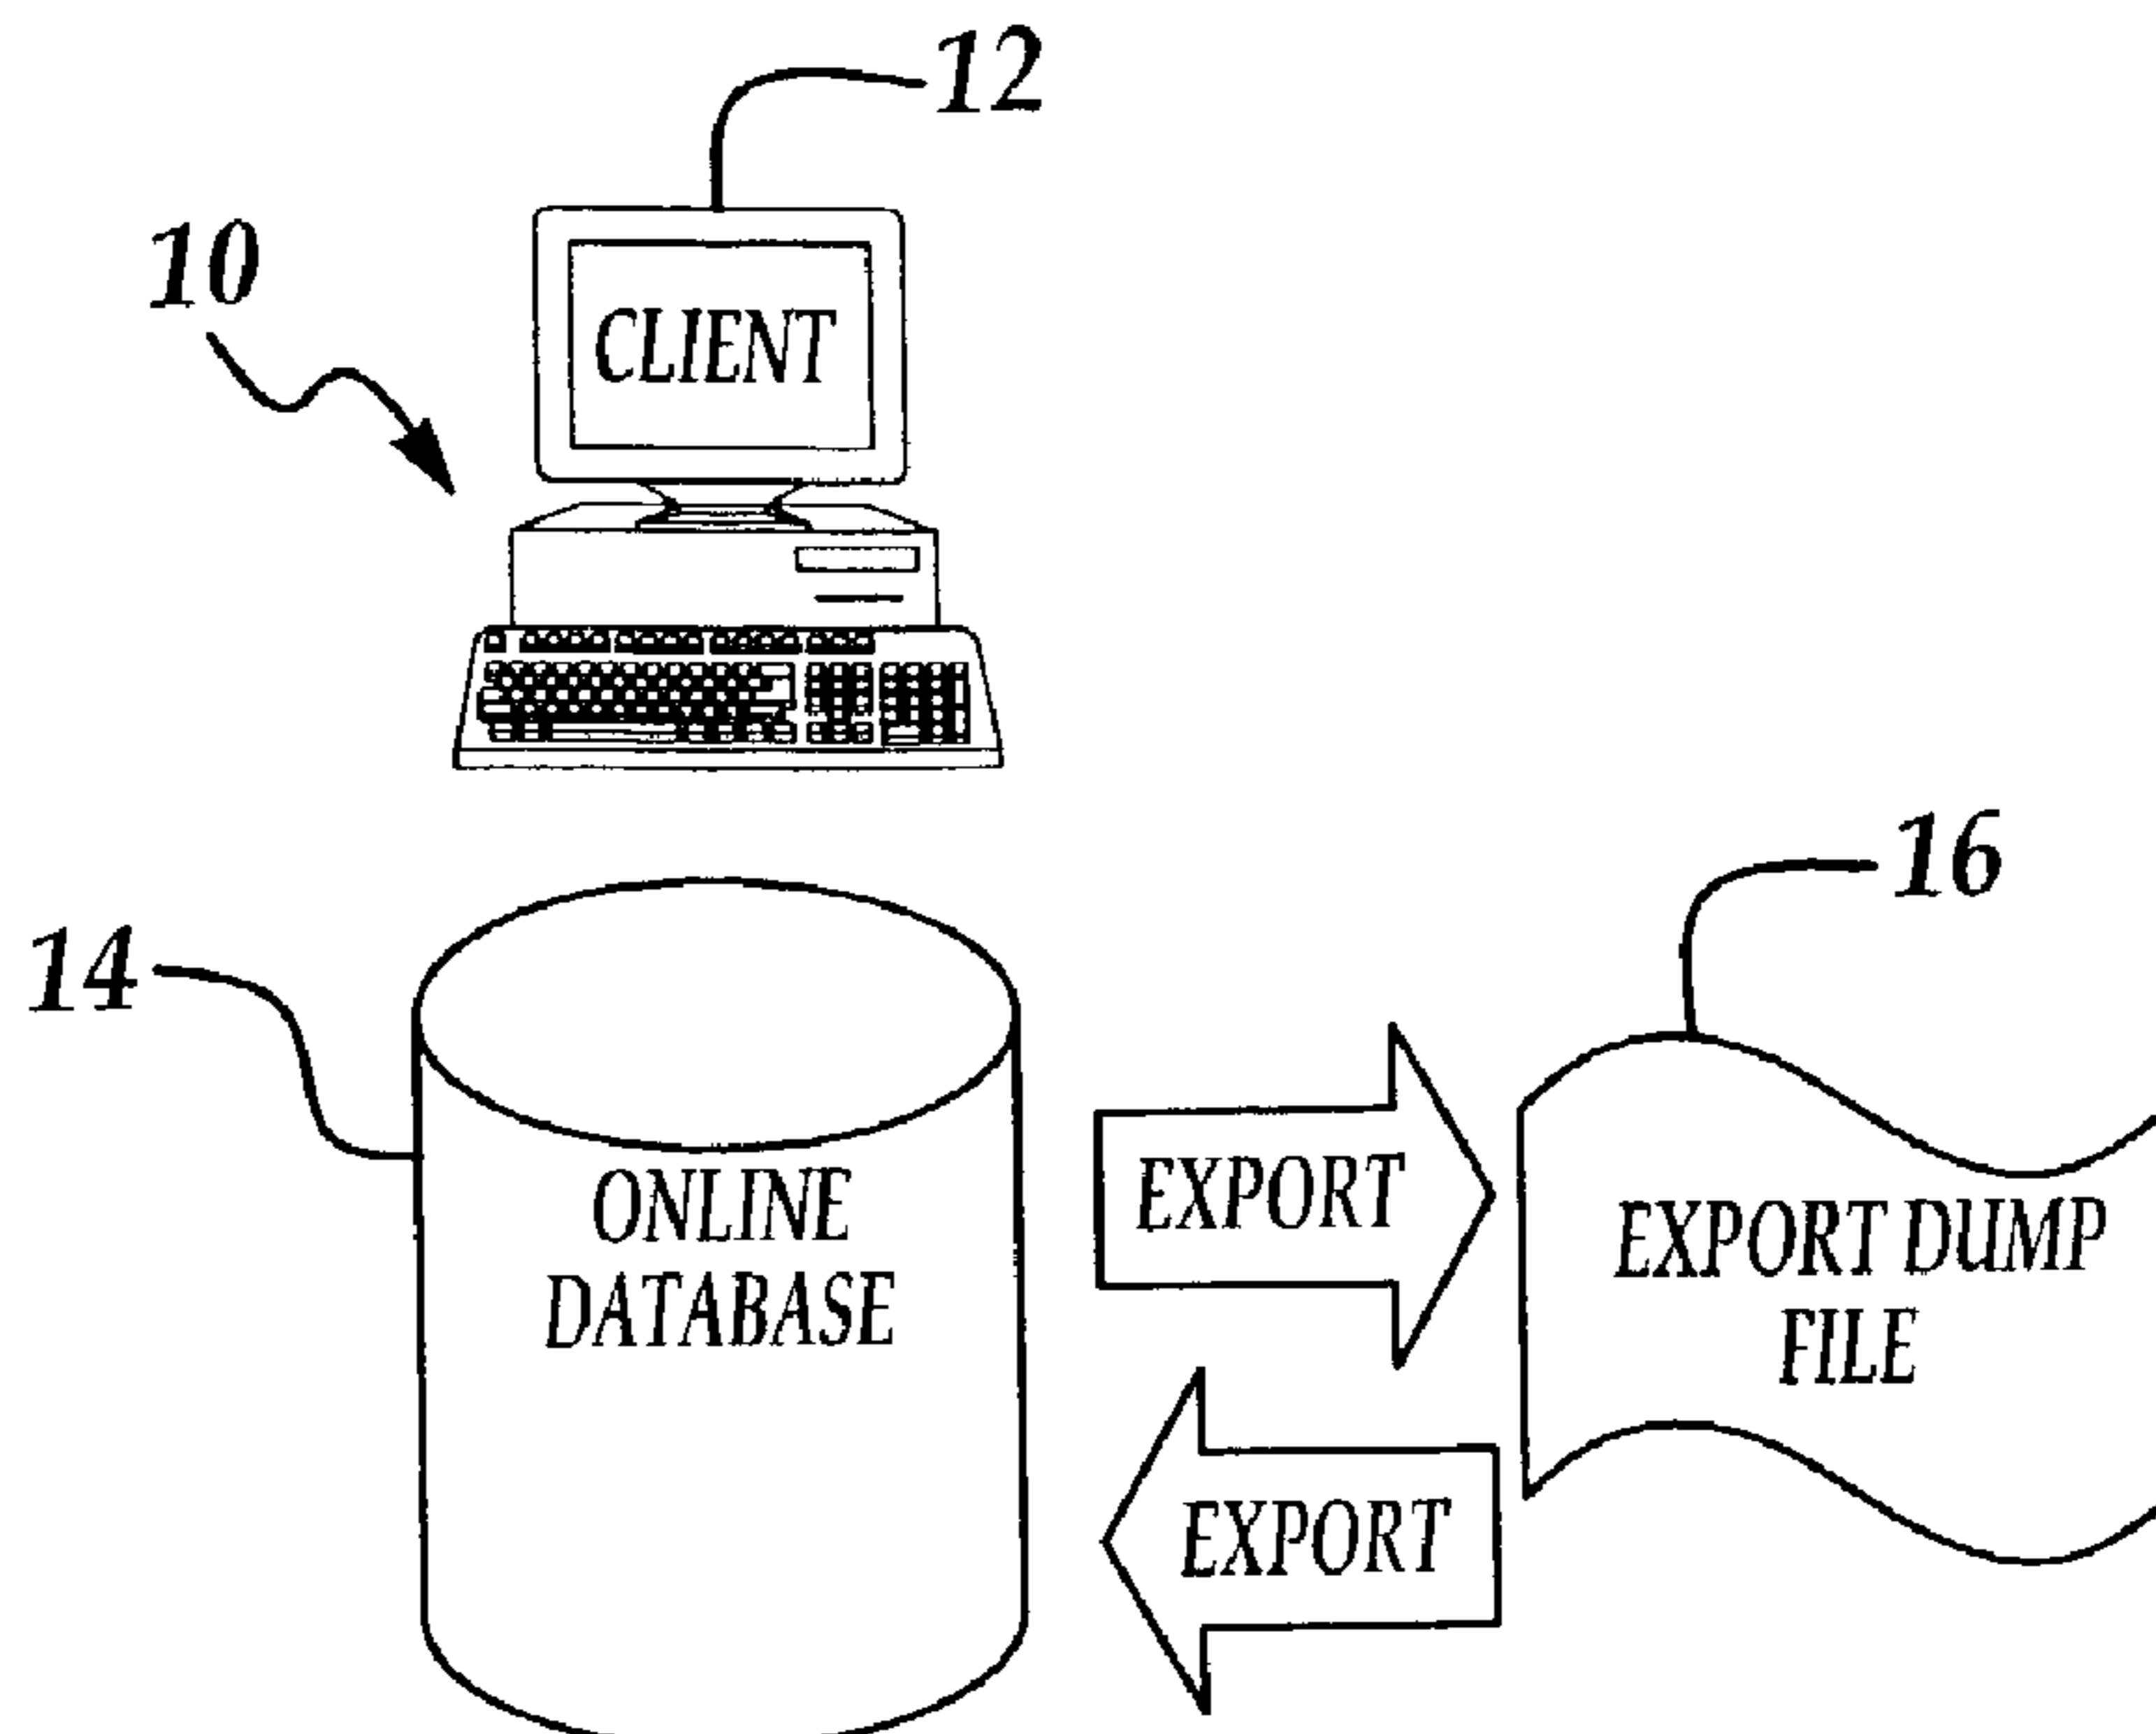 12
10
CLIENT
16
14
ONLINE
DATABASE
EXPORT
EXPORT DUMP
FILE
EXPORT